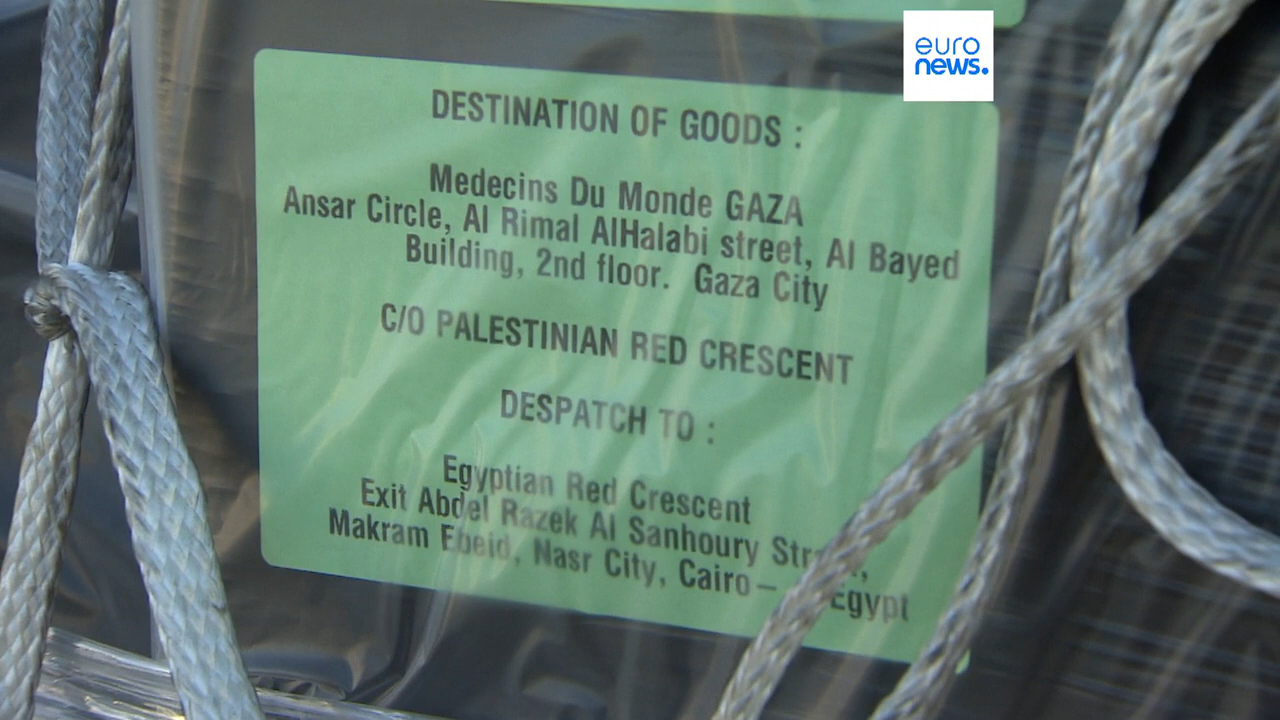 euro
news.
DESTINATION OF GOODS :
Medecins Du Monde GAZA
Ansar Circle, Al Rimal AlHalabi street, Al Bayed
Building, 2nd floor. Gaza City
C/O PALESTINIAN RED CRESCENT
DESPATCH TO :
Egyptian Red Crescent
Exit Abdel Razek Al Sanhoury
Makram Ebeid, Nasr City, Cairo – Egypt